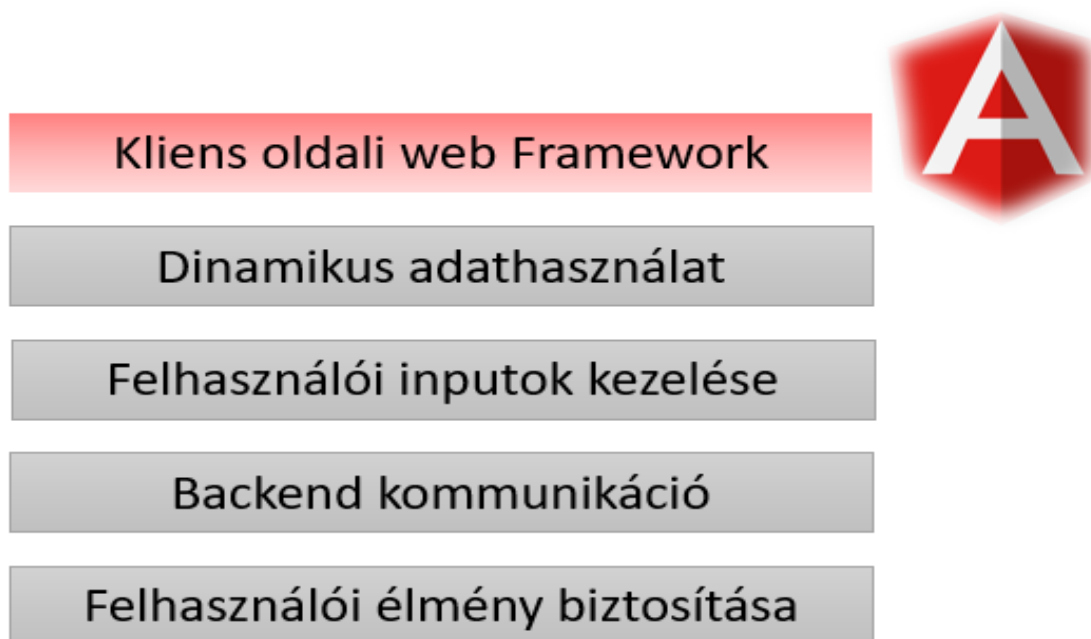 Kliens oldali web Framework
Dinamikus adathasználat
Felhasználói inputok kezelése
Backend kommunikáció
Felhasználói élmény biztosítása